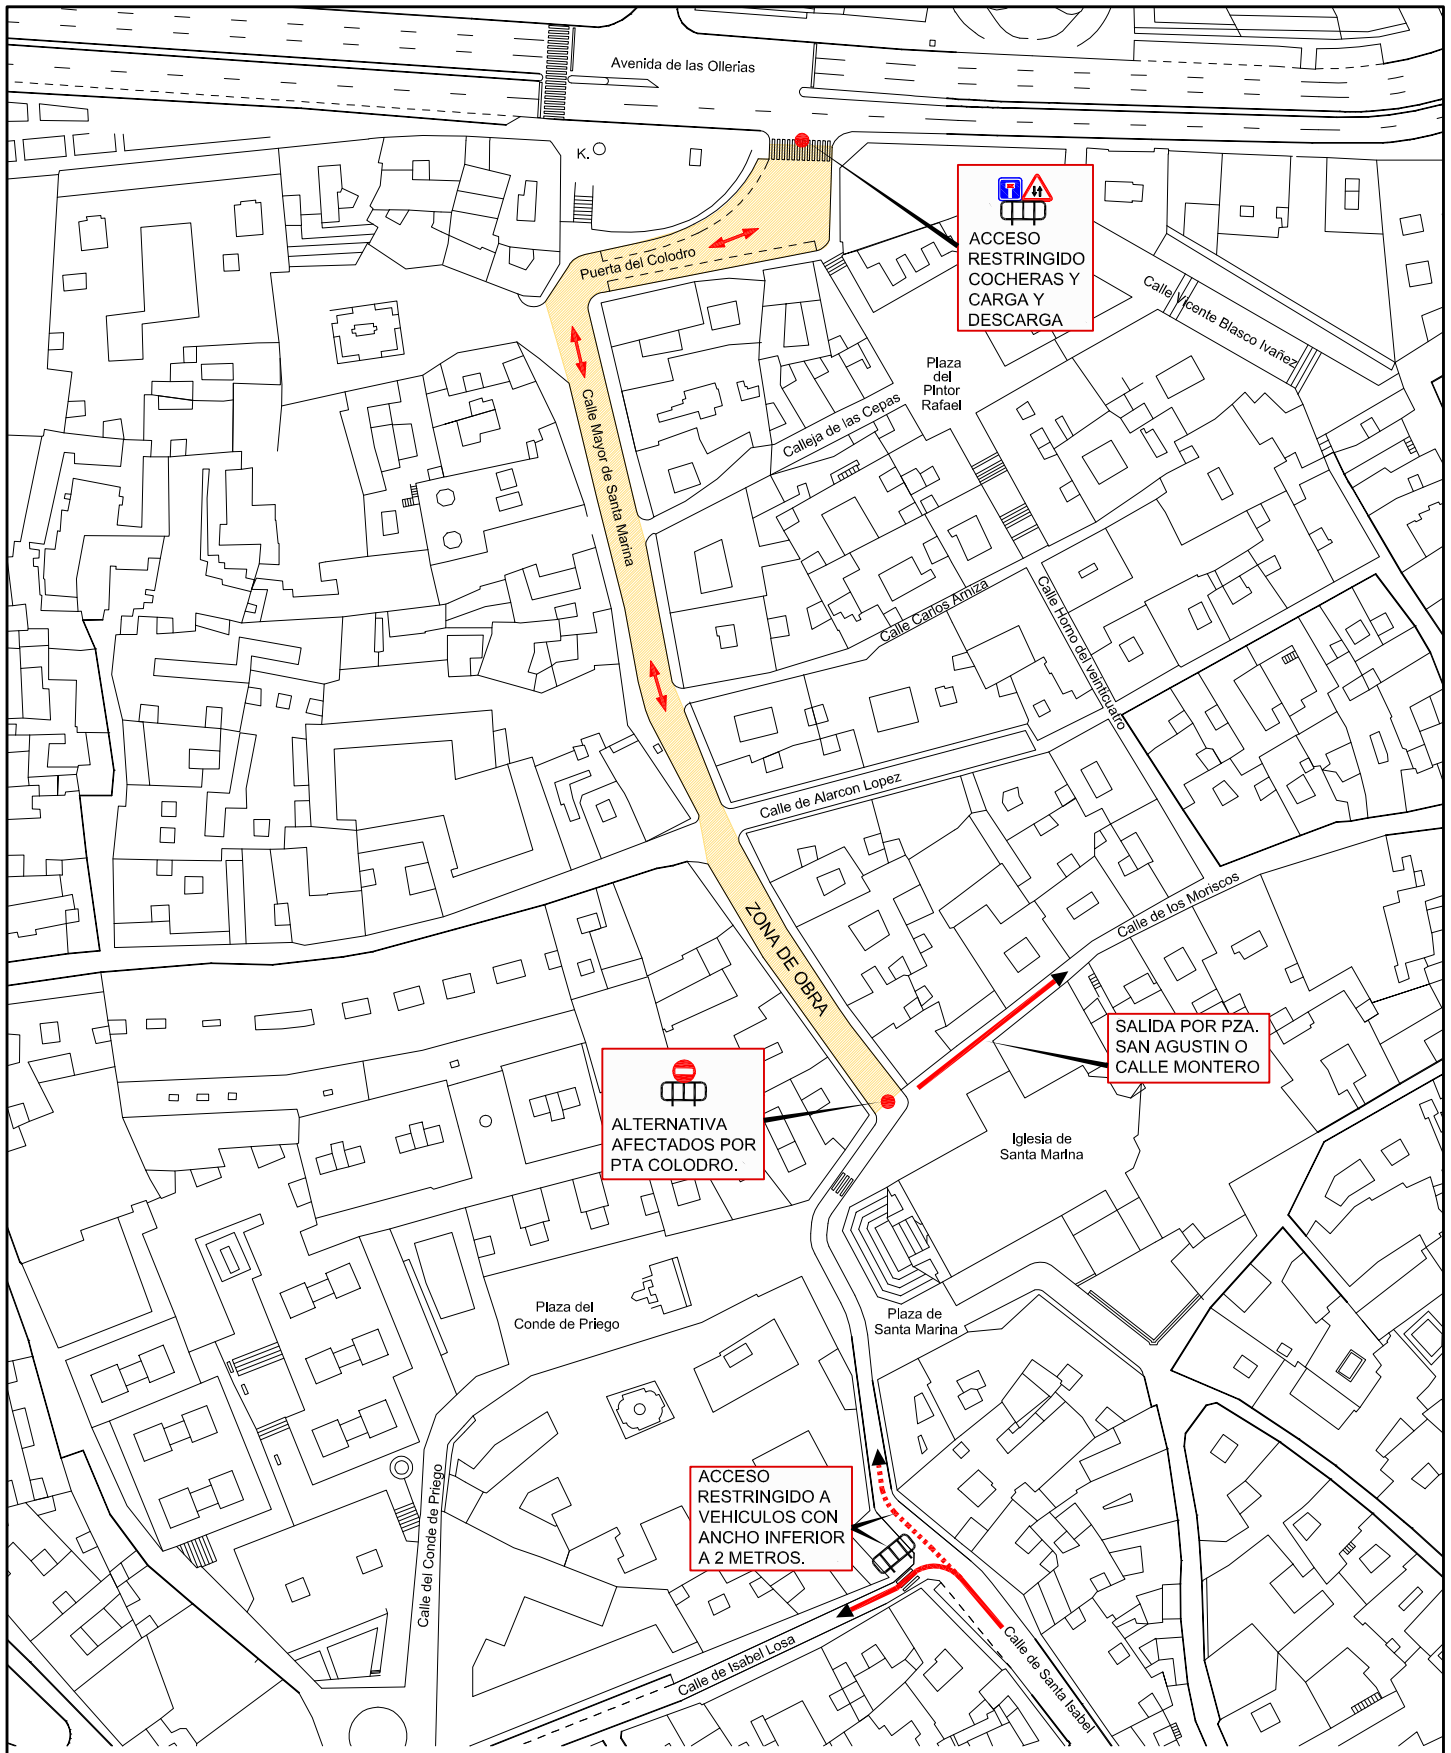 Avenida de las Ollerias
K.
ACCESO
RESTRINGIDO
COCHERAS Y
CARGA Y
DESCARGA
Puerta del Colodro
Calle Vicente Blasco Ivañez
Plaza
del
Pintor
Rafael
Calleja de las Cepas
Calle Mayor de Santa Marina
Calle Carlos Arniza
Calle Horno del veinticuatro
Calle de Alarcon Lopez
Calle de los Moriscos
ZONA DE OBRA
SALIDA POR PZA.
SAN AGUSTIN O
CALLE MONTERO
ALTERNATIVA
AFECTADOS POR
PTA COLODRO.
Iglesia de
Santa Marina
Plaza del
Conde de Priego
Plaza de
Santa Marina
ACCESO
RESTRINGIDO A
VEHICULOS CON
ANCHO INFERIOR
A 2 METROS.
Calle del Conde de Priego
Calle de Isabel Losa
Calle de Santa Isabel